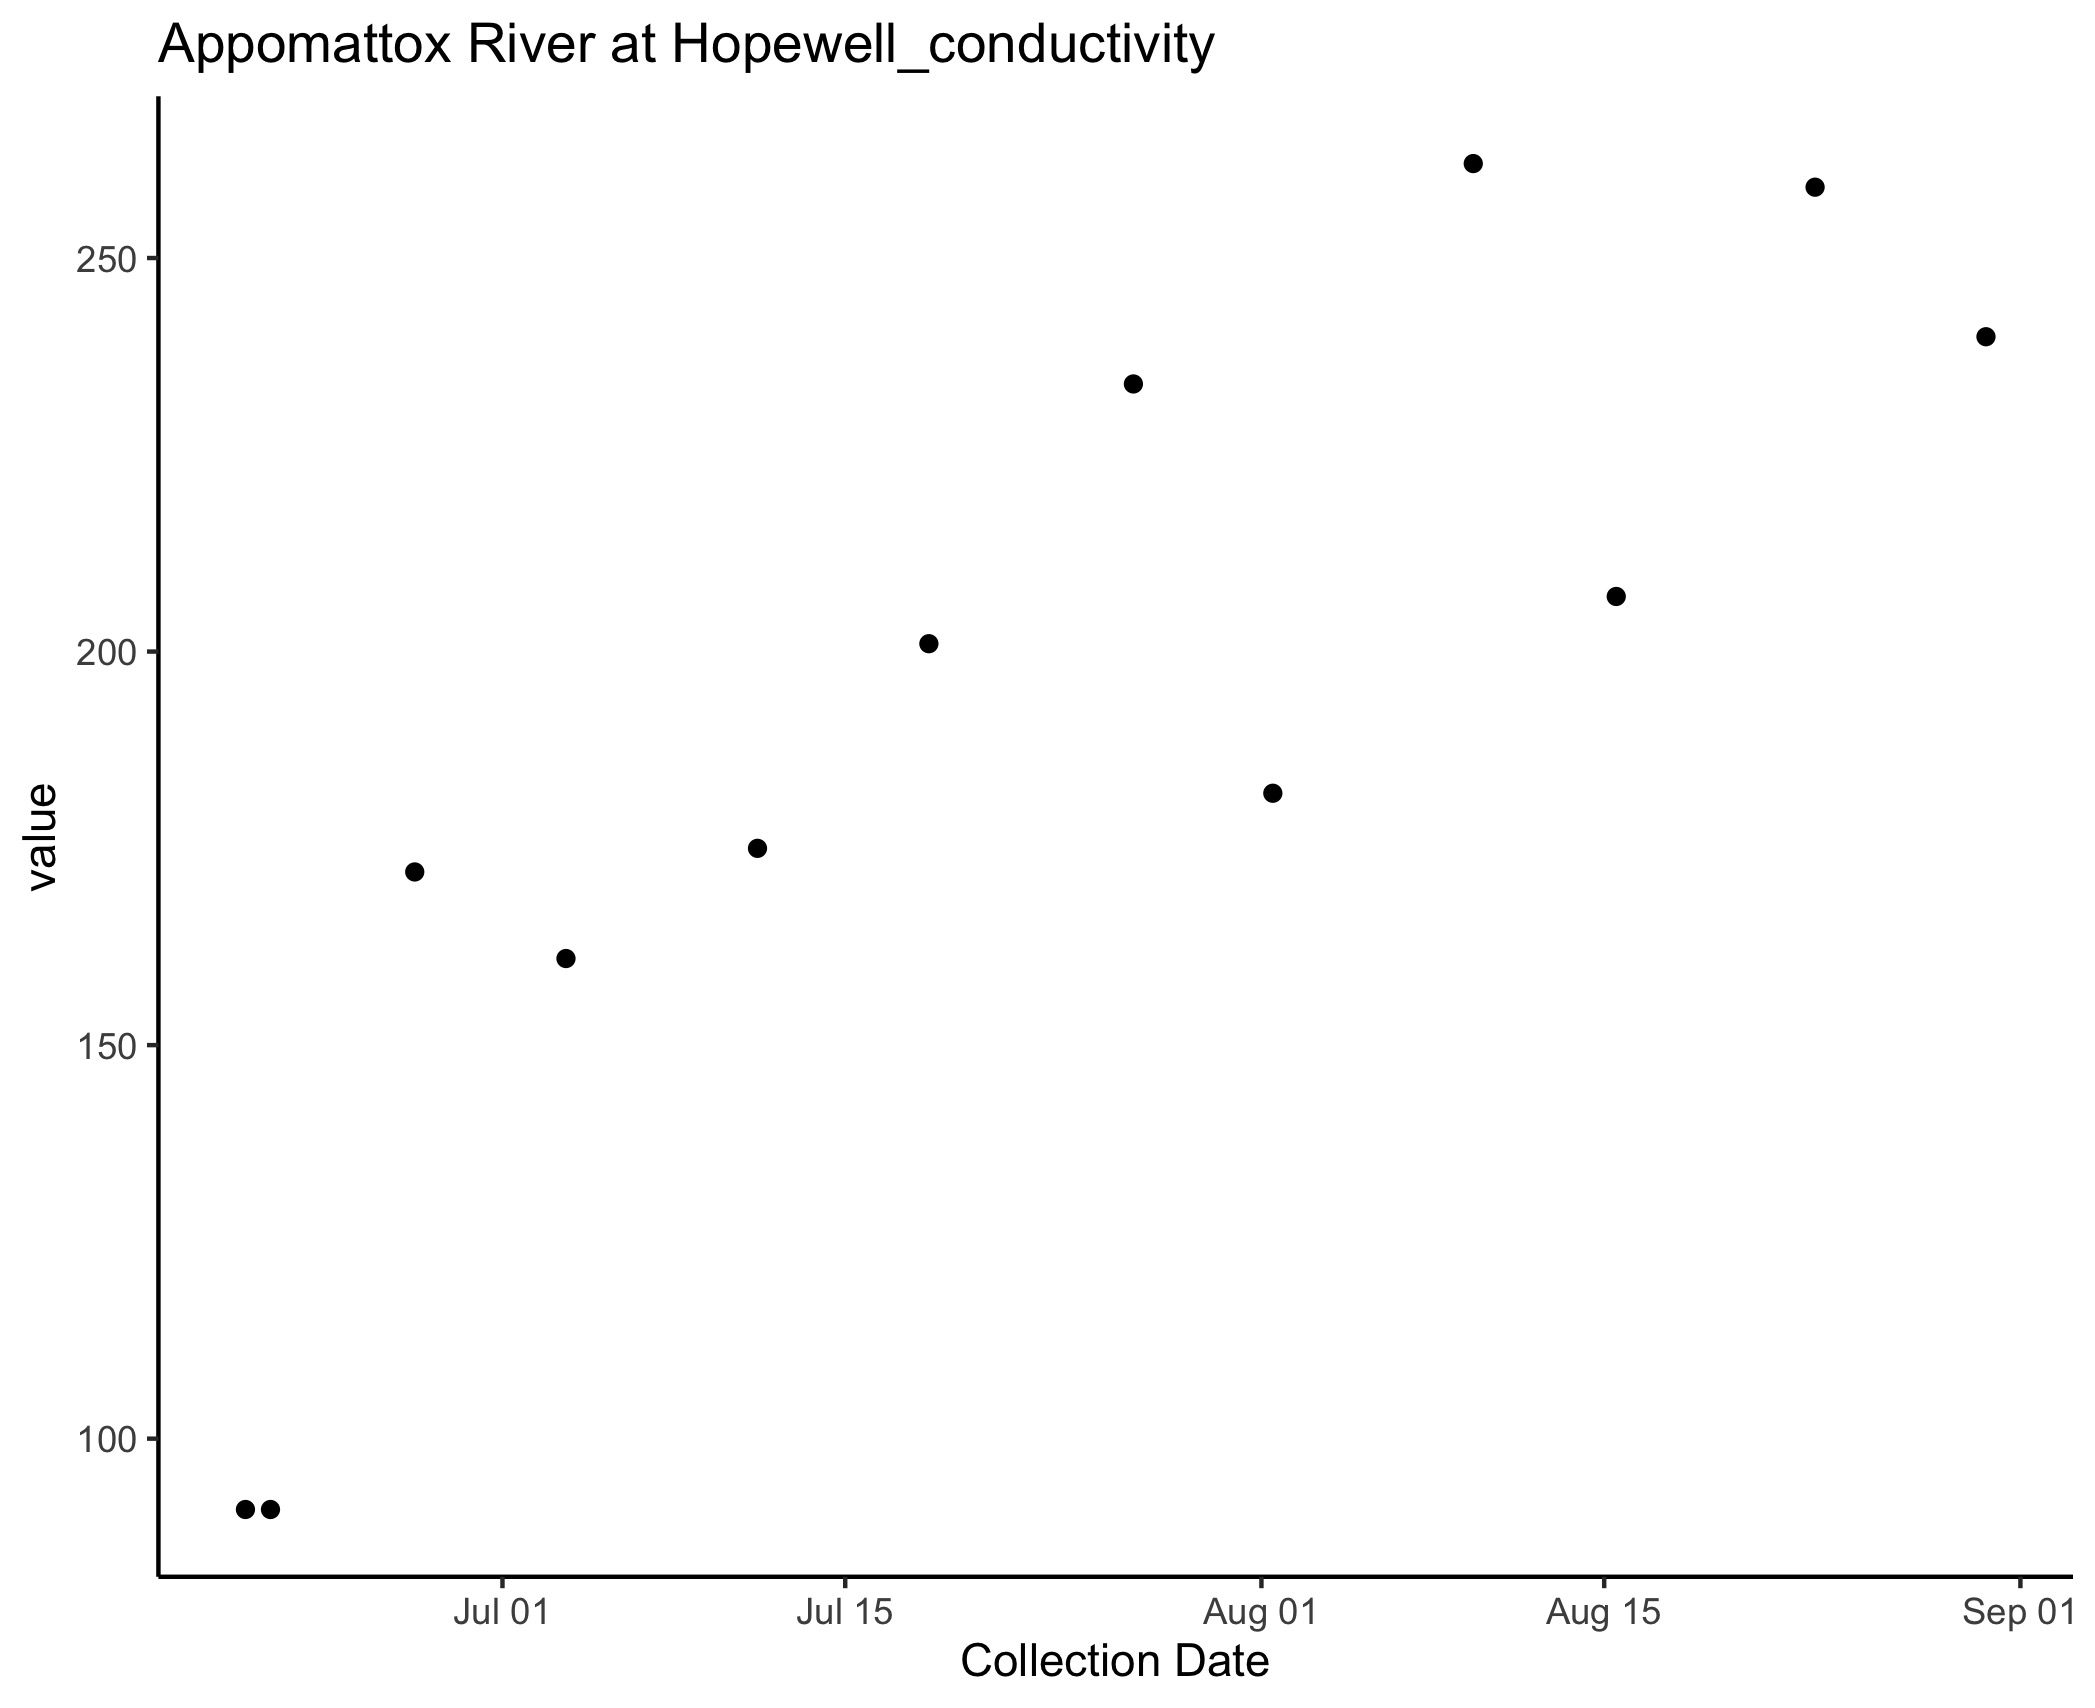 Appomattox River at Hopewell_conductivity
value
250
200
150
100
Jul 01 Jul 15 Aug 01 Aug 15 Sep 01
Collection Date